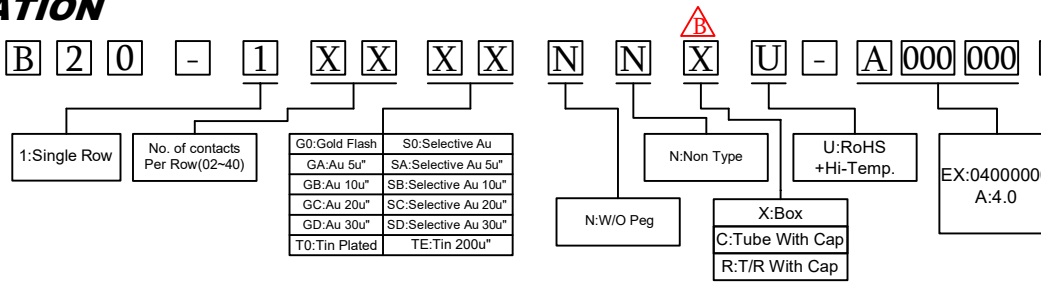 ATION
B
B 2 0 - 1 X X X X N N X U - A 000 000
1:Single Row
No. of contacts
Per Row(02~40)
G0:Gold Flash S0:Selective Au
GA:Au 5u" SA:Selective Au 5u"
GB:Au 10u" SB:Selective Au 10u"
GC:Au 20u" SC:Selective Au 20u"
GD:Au 30u" SD:Selective Au 30u"
T0:Tin Plated TE:Tin 200u"
N:W/O Peg
N:Non Type
X:Box
C:Tube With Cap
R:T/R With Cap
U:RoHS
+Hi-Temp.
EX:0400000
A:4.0